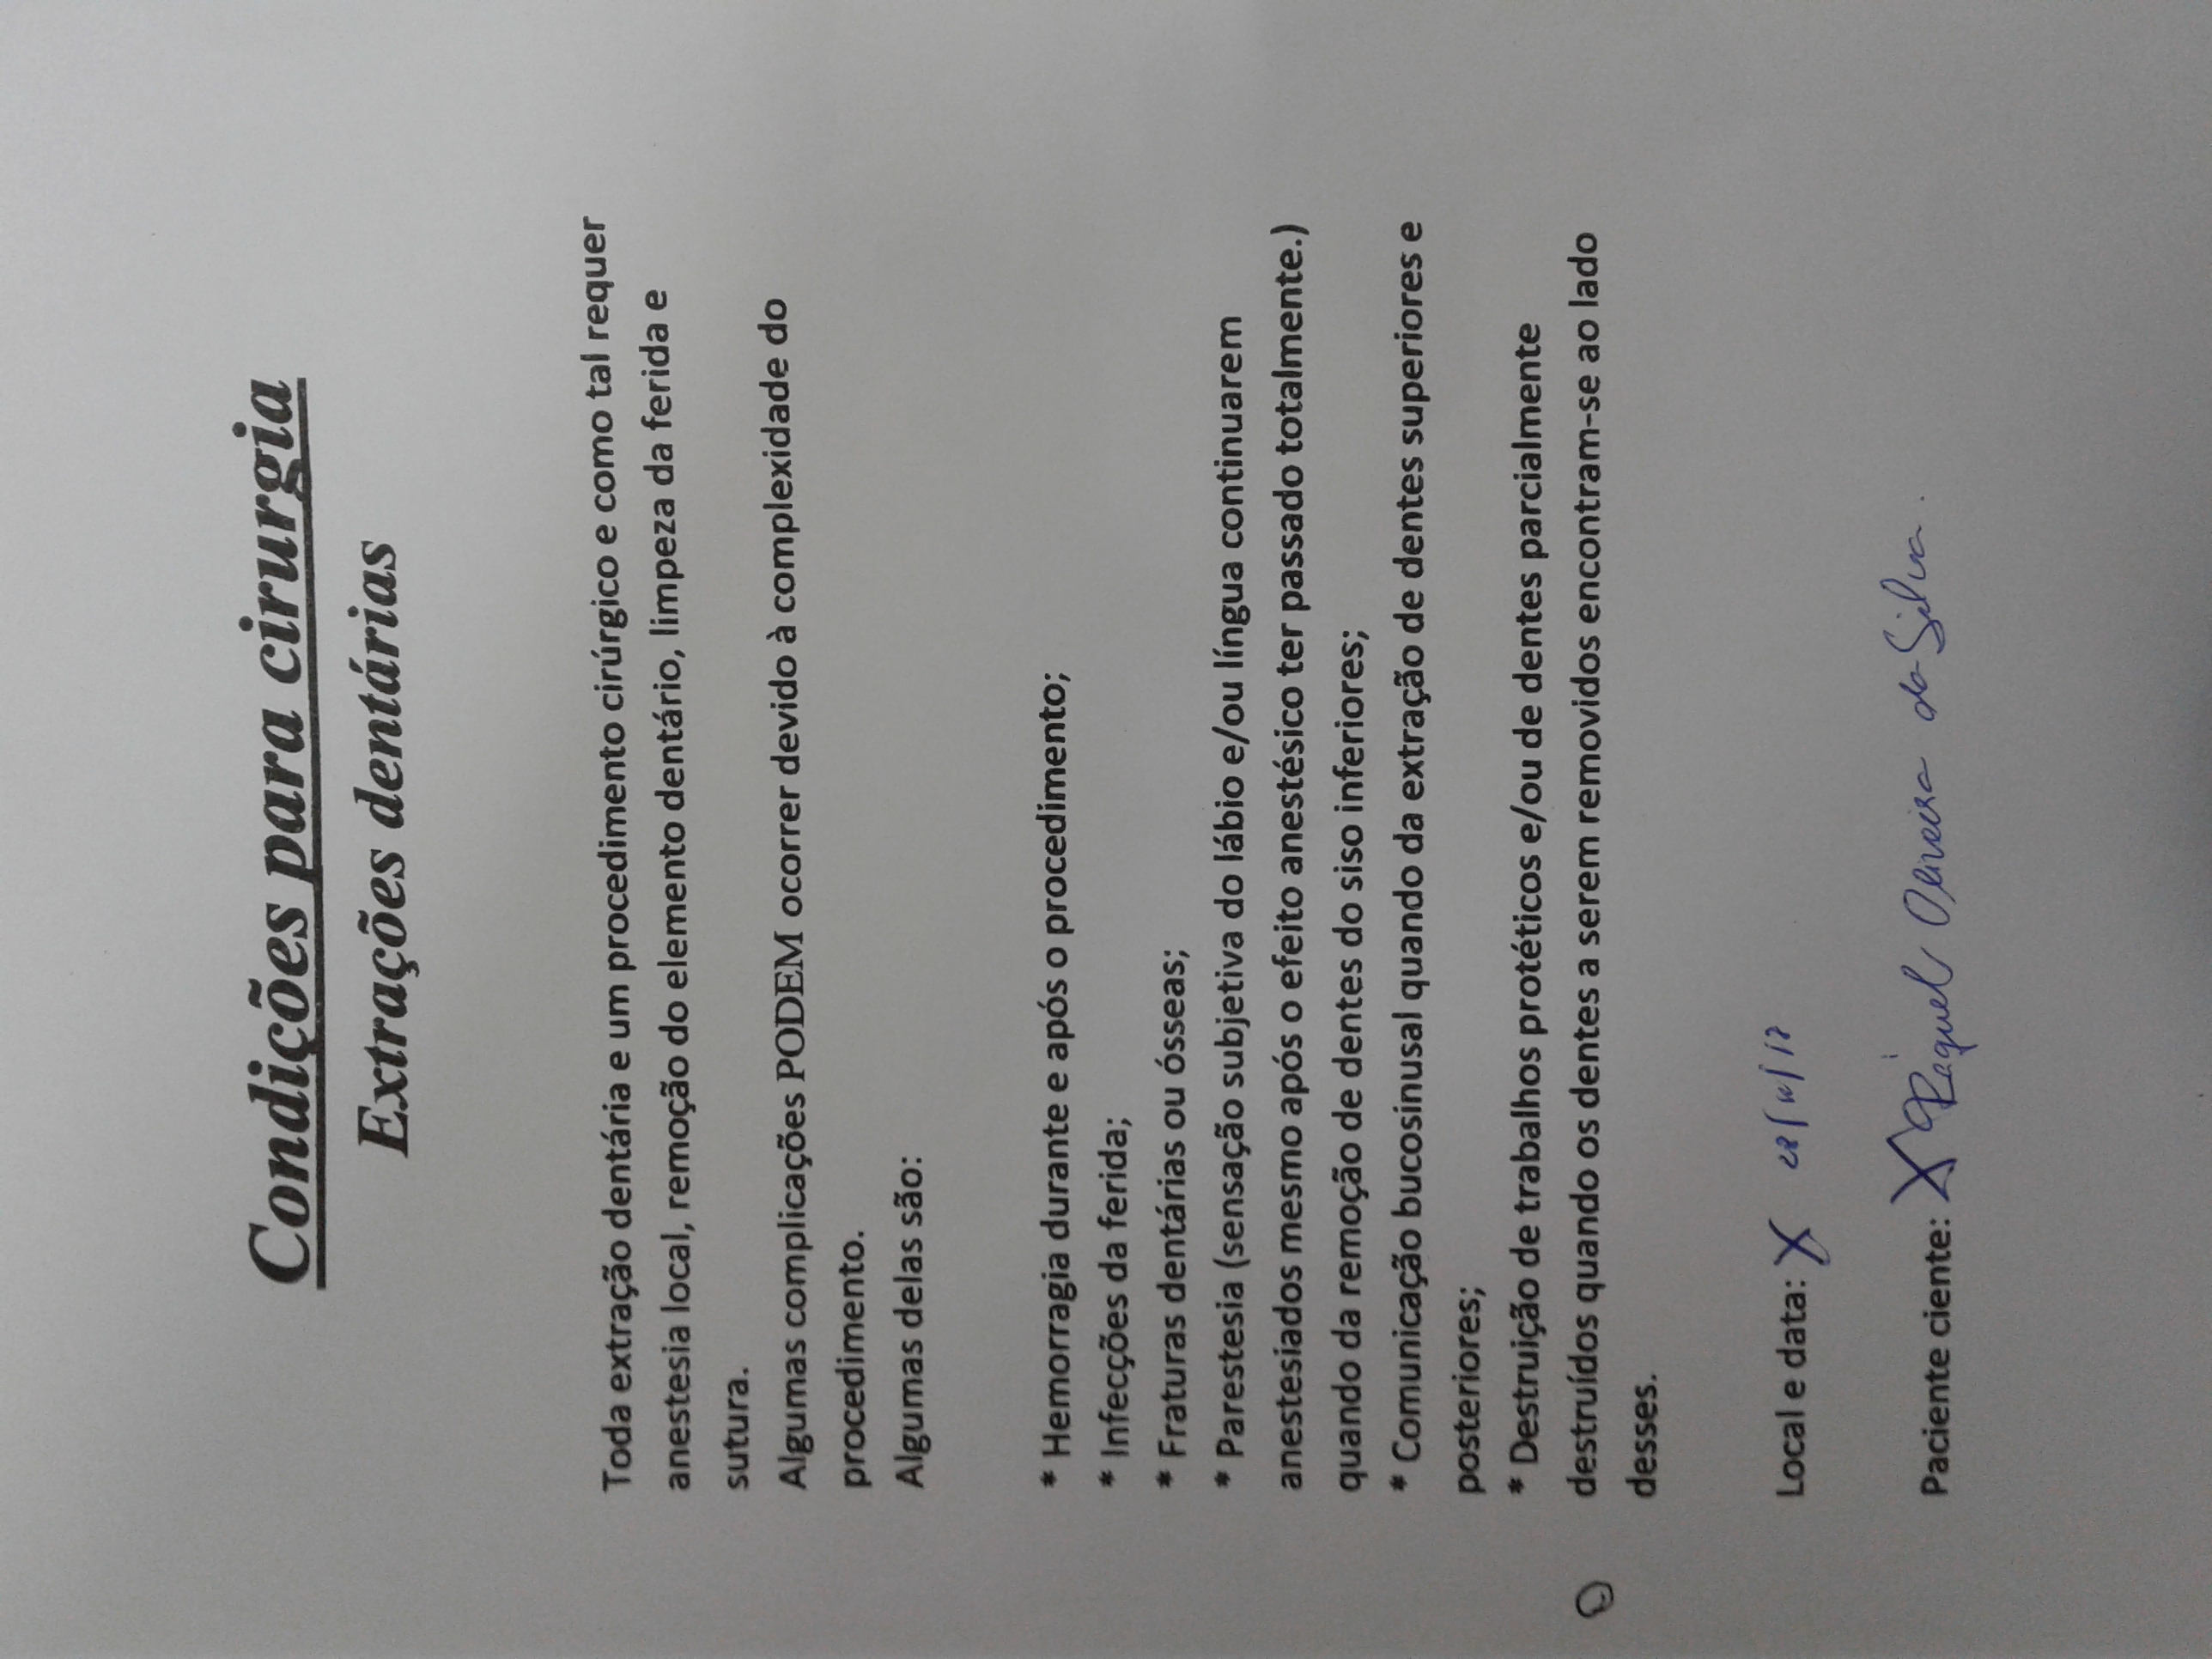 Condições para cirurgia
Extrações dentárias
Toda extração dentária e um procedimento cirúrgico e como tal requer
anestesia local, remoção do elemento dentário, limpeza da ferida e
sutura.
Algumas complicações PODEM ocorrer devido à complexidade do
procedimento.
Algumas delas são:
* Hemorragia durante e após o procedimento;
* Infecções da ferida;
* Fraturas dentárias ou ósseas;
* Parestesia (sensação subjetiva do lábio e/ou língua continuarem
anestesiados mesmo após o efeito anestésico ter passado totalmente.)
quando da remoção de dentes do siso inferiores;
* Comunicação bucosinusal quando da extração de dentes superiores e
posteriores;
* Destruição de trabalhos protéticos e/ou de dentes parcialmente
destruídos quando os dentes a serem removidos encontram-se ao lado
desses.
Local e data: X
Paciente ciente: X Raquel Oliveira da Silva.